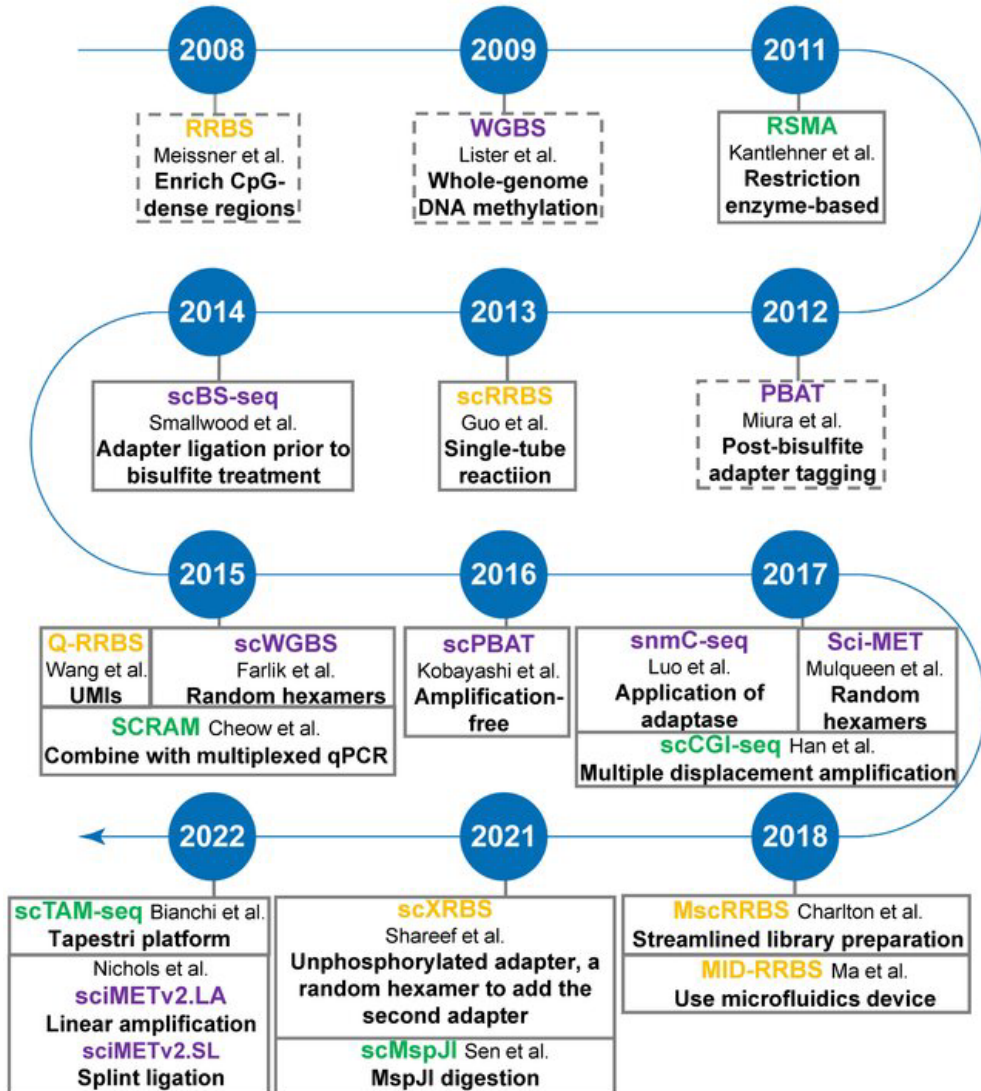 2008
2009
2011
RRBS
Meissner et al.
Enrich CpG-
dense regions
WGBS
Lister et al.
Whole-genome
DNA methylation
RSMA
Kantlehner et al.
Restriction
enzyme-based
2014
2013
2012
scBS-seq
Smallwood et al.
Adapter ligation prior to
bisulfite treatment
scRRBS
Guo et al.
Single-tube
reactiion
PBAT
Miura et al.
Post-bisulfite
adapter tagging
2015
2016
2017
Q-RRBS
Wang et al.
UMIs
scWGBS
Farlik et al.
Random hexamers
SCRAM Cheow et al.
Combine with multiplexed qPCR
scPBAT
Kobayashi et al.
Amplification-
free
snmC-seq
Luo et al.
Application of
adaptase
Sci-MET
Mulqueen et al.
Random
hexamers
scCGI-seq Han et al.
Multiple displacement amplification
2022
2021
2018
scTAM-seq Bianchi et al.
Tapestri platform
Nichols et al.
sciMETv2.LA
Linear amplification
sciMETv2.SL
Splint ligation
scXRBS
Shareef et al.
Unphosphorylated adapter, a
random hexamer to add the
second adapter
scMspJI Sen et al.
MspJI digestion
MscRRBS Charlton et al.
Streamlined library preparation
MID-RRBS Ma et al.
Use microfluidics device